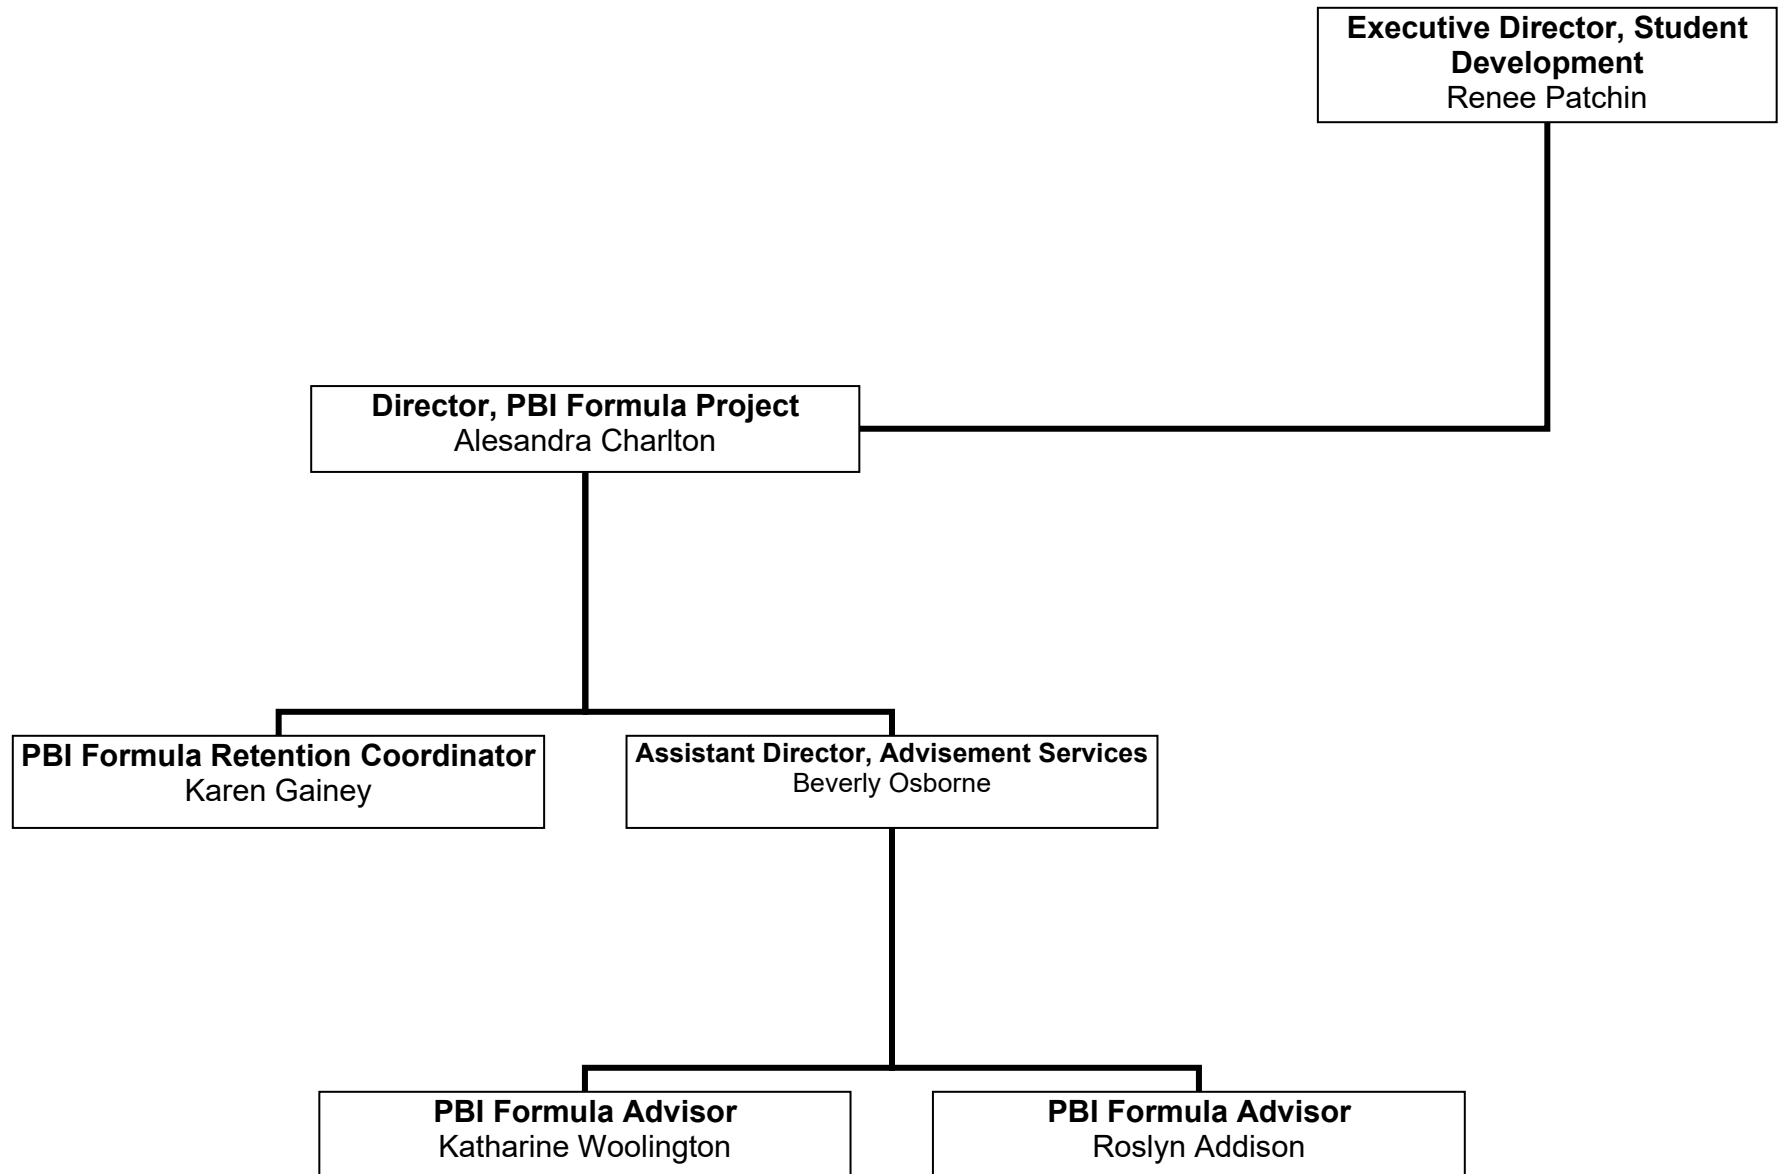 Executive Director, Student
Development
Renee Patchin
Director, PBI Formula Project
Alesandra Charlton
PBI Formula Retention Coordinator
Karen Gainey
Assistant Director, Advisement Services
Beverly Osborne
PBI Formula Advisor
Katharine Woolington
PBI Formula Advisor
Roslyn Addison